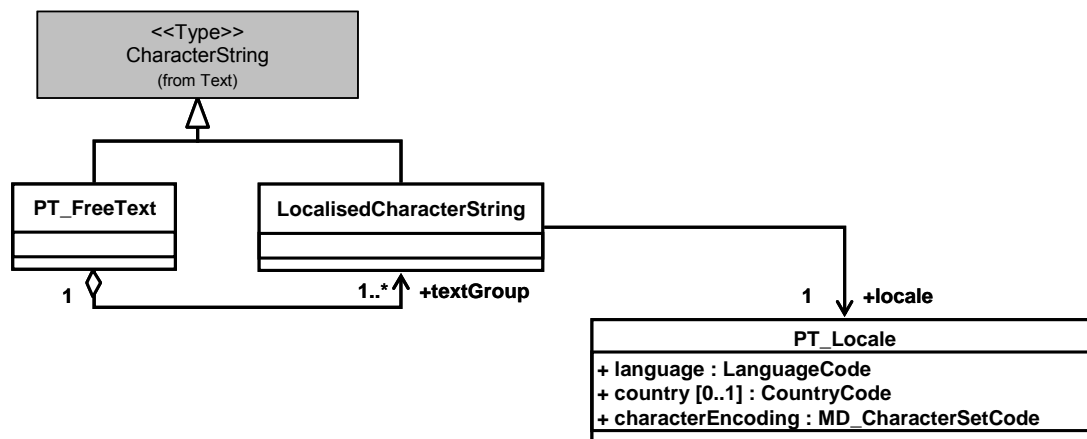 <<Type>>
CharacterString
(from Text)
PT_FreeText
LocalisedCharacterString
1
1..*
+textGroup
1
+locale
PT_Locale
+ language : LanguageCode
+ country [0..1] : CountryCode
+ characterEncoding : MD_CharacterSetCode